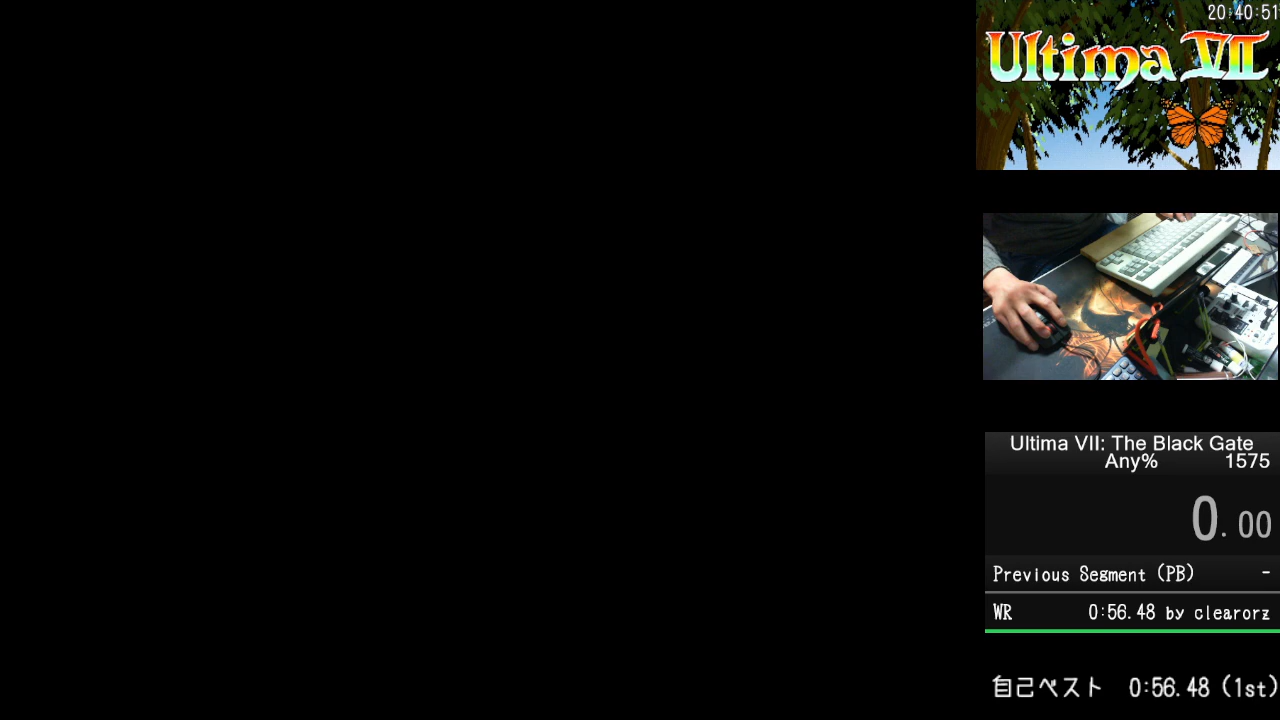 20:40:51
Ultima VII
Ultima VII: The Black Gate
Any% 1575
0.00
Previous Segment (PB) -
WR 0:56.48 by clearorz
自己ベスト 0:56.48 (1st)